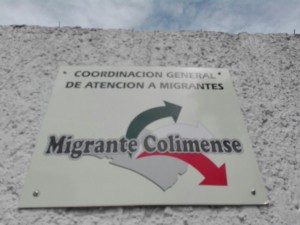 COORDINACION GENERAL
DE ATENCION A MIGRANTES
Migrante Colimense